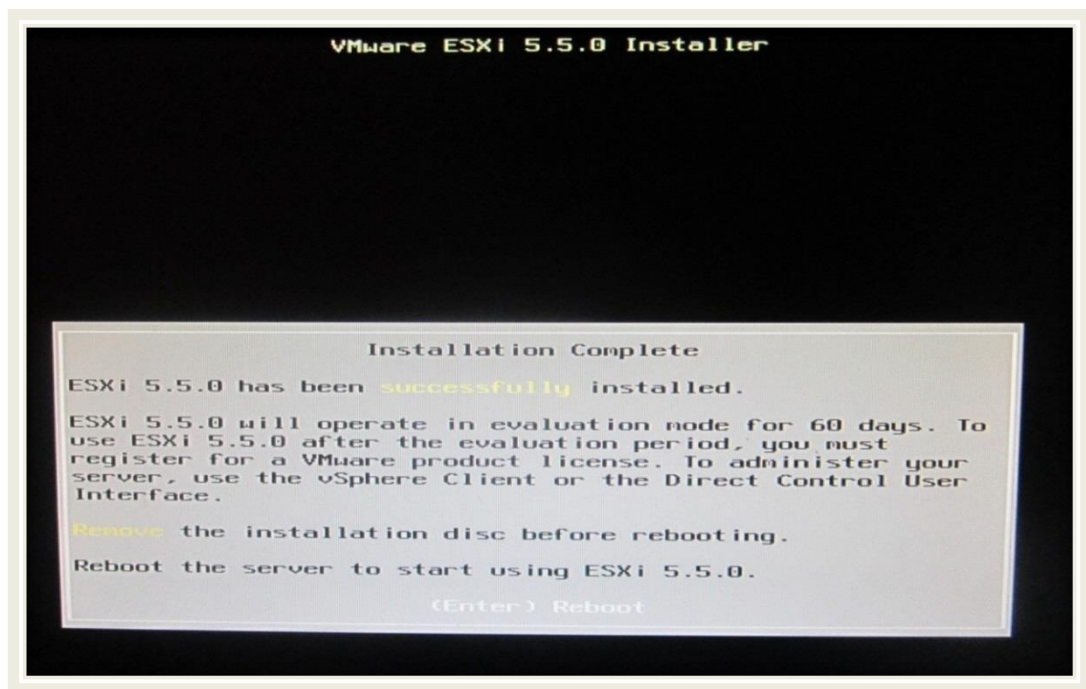 VMware ESXi 5.5.0 Installer
Installation Complete
ESXi 5.5.0 has been successfully installed.
ESXi 5.5.0 will operate in evaluation mode for 60 days. To
use ESXi 5.5.0 after the evaluation period, you must
register for a VMware product license. To administer your
server, use the vSphere Client or the Direct Control User
Interface.
Remove the installation disc before rebooting.
Reboot the server to start using ESXi 5.5.0.
(Enter) Reboot